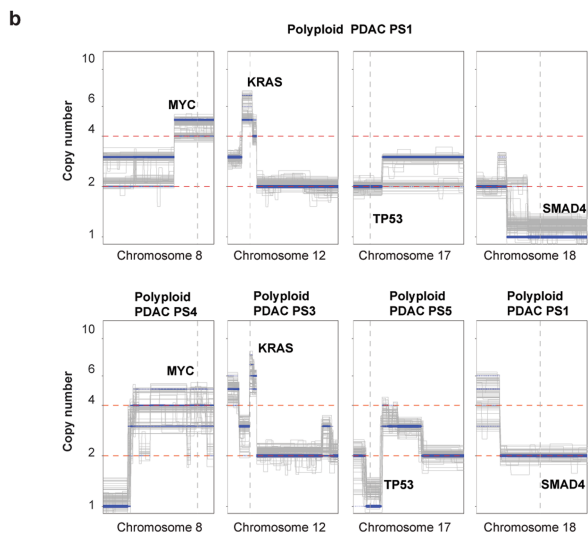 b
Polyploid PDAC PS1
Copy number
10
6
4
2
1
MYC
KRAS
TP53
SMAD4
Chromosome 8
Chromosome 12
Chromosome 17
Chromosome 18
Polyploid
PDAC PS4
Polyploid
PDAC PS3
Polyploid
PDAC PS5
Polyploid
PDAC PS1
Copy number
10
6
4
2
1
MYC
KRAS
TP53
SMAD4
Chromosome 8
Chromosome 12
Chromosome 17
Chromosome 18